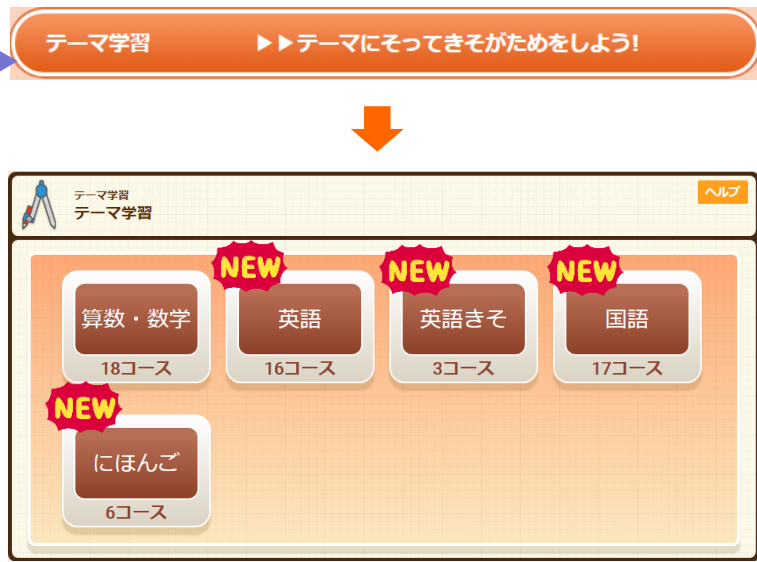 テーマ学習 ▶▶テーマにそってきそがためをしよう!
テーマ学習
テーマ学習
ヘルプ
NEW
NEW
NEW
算数・数学
英語
英語きそ
国語
18コース
16コース
3コース
17コース
NEW
にほんご
6コース